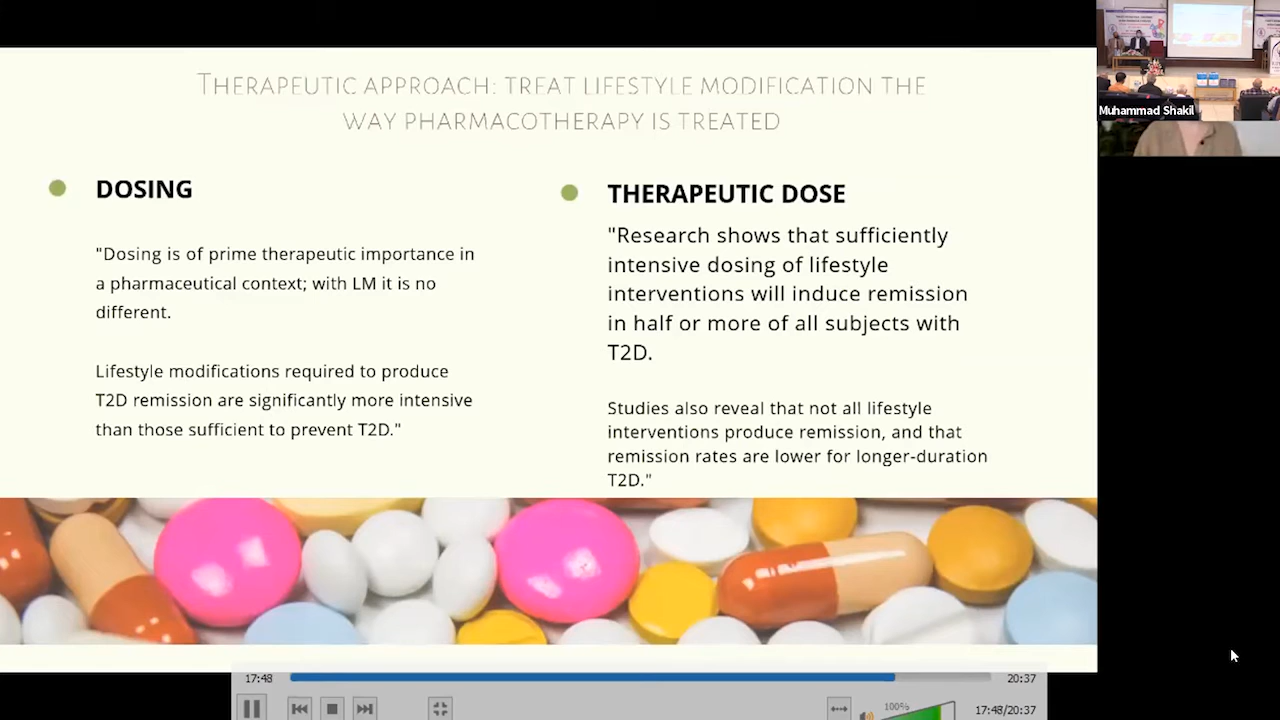 THERAPEUTIC APPROACH: TREAT LIFESTYLE MODIFICATION THE
WAY PHARMACOTHERAPY IS TREATED
DOSING
"Dosing is of prime therapeutic importance in
a pharmaceutical context; with LM it is no
different.
Lifestyle modifications required to produce
T2D remission are significantly more intensive
than those sufficient to prevent T2D."
THERAPEUTIC DOSE
"Research shows that sufficiently
intensive dosing of lifestyle
interventions will induce remission
in half or more of all subjects with
T2D.
Studies also reveal that not all lifestyle
interventions produce remission, and that
remission rates are lower for longer-duration
T2D."
Muhammad Shakil
17:48
20:37
100%
17:48/20:37